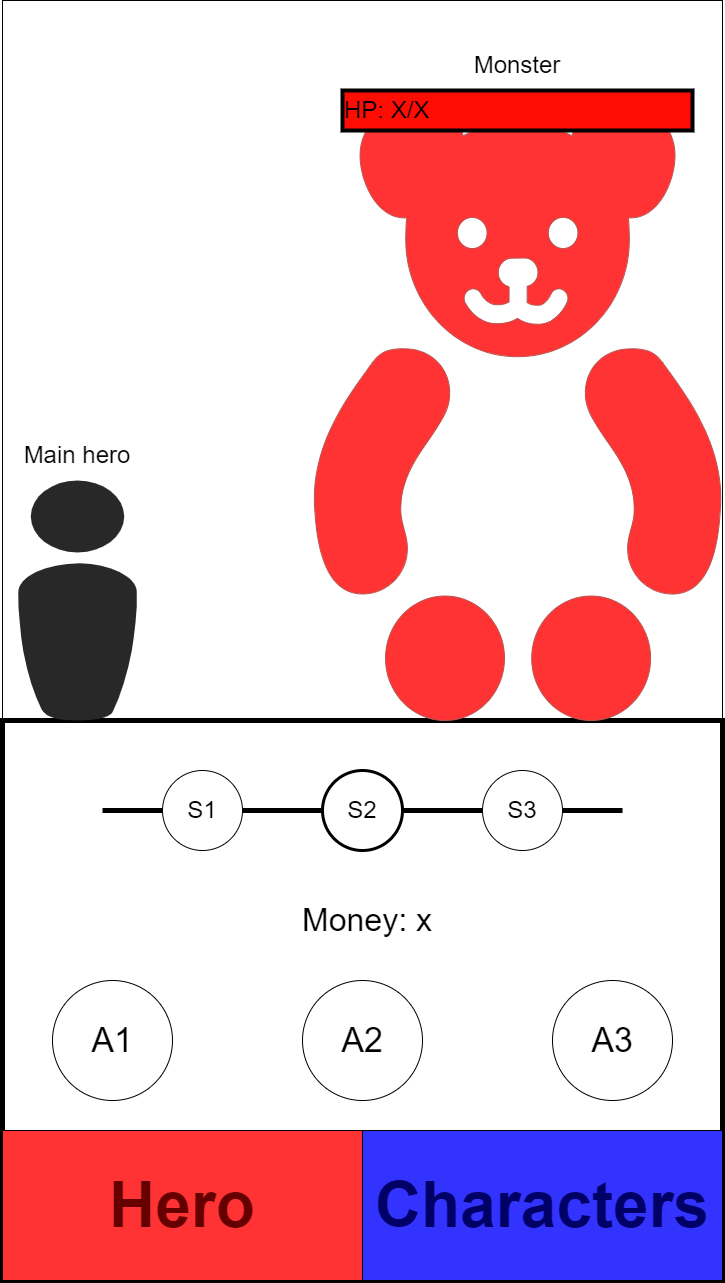 Monster
HP: X/X
Main hero
S1 S2 S3
Money: x
A1 A2 A3
Hero Characters